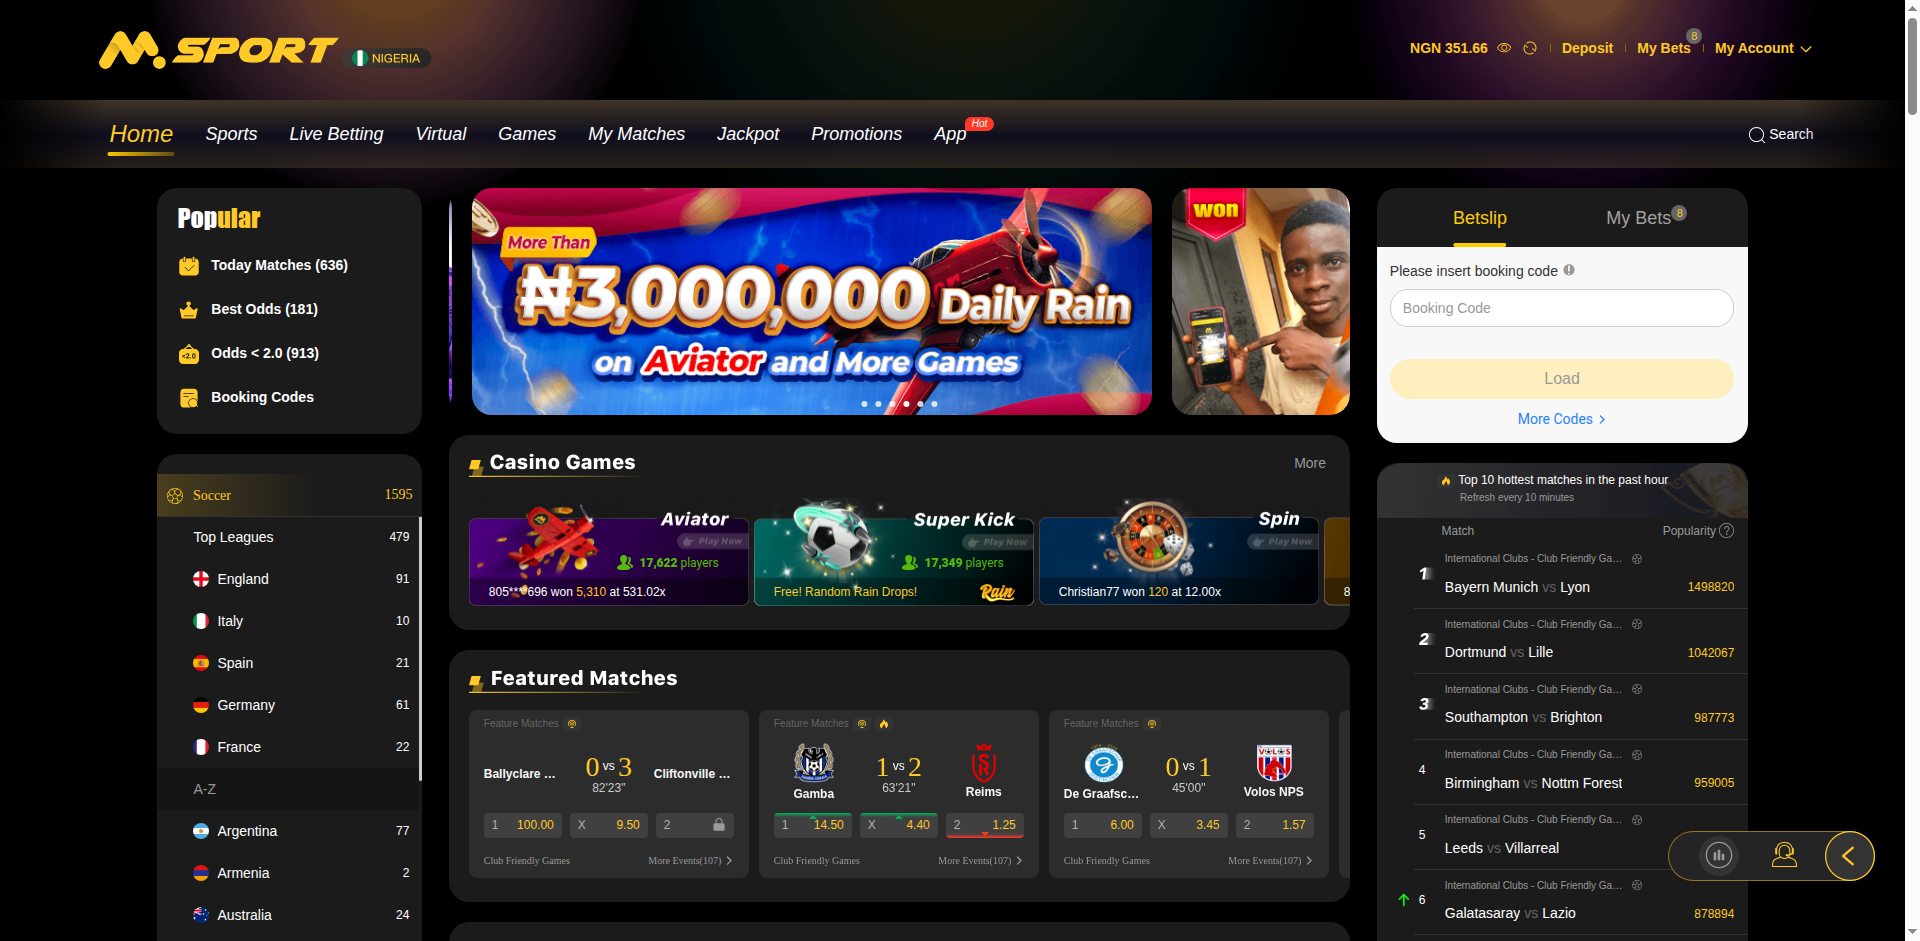 M.SPORT
NIGERIA
NGN 351.66
Deposit
My Bets 8
My Account
Home
Sports
Live Betting
Virtual
Games
My Matches
Jackpot
Promotions
App
Hot
Search
Popular
Today Matches (636)
Best Odds (181)
<2.0 Odds < 2.0 (913)
Booking Codes
Soccer 1595
Top Leagues 479
England 91
Italy 10
Spain 21
Germany 61
France 22
A-Z
Argentina 77
Armenia 2
Australia 24
More Than
₦3,000,000 Daily Rain
on Aviator and More Games
won
Casino Games
More
Aviator
Play Now
17,622 players
805***696 won 5,310 at 531.02x
Super Kick
Play Now
17,349 players
Free! Random Rain Drops!
Rain
Spin
Play Now
Christian77 won 120 at 12.00x
8
Featured Matches
Feature Matches
Ballyclare ...
0 vs 3
82'23"
Cliftonville ...
1 100.00
X 9.50
2
Club Friendly Games
More Events(107)
Feature Matches
Gamba
1 vs 2
63'21"
Reims
1 14.50
X 4.40
2 1.25
Club Friendly Games
More Events(107)
Feature Matches
De Graafsc...
0 vs 1
45'00"
VOLOS
Volos NPS
1 6.00
X 3.45
2 1.57
Club Friendly Games
More Events(107)
Betslip
My Bets 8
Please insert booking code
Booking Code
Load
More Codes
Top 10 hottest matches in the past hour
Refresh every 10 minutes
Match
Popularity ?
International Clubs - Club Friendly Ga...
1 Bayern Munich vs Lyon 1498820
International Clubs - Club Friendly Ga...
2 Dortmund vs Lille 1042067
International Clubs - Club Friendly Ga...
3 Southampton vs Brighton 987773
International Clubs - Club Friendly Ga...
4 Birmingham vs Nottm Forest 959005
International Clubs - Club Friendly Ga...
5 Leeds vs Villarreal
International Clubs - Club Friendly Ga...
6 Galatasaray vs Lazio 878894